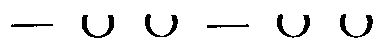 — ∪ ∪ — ∪ ∪